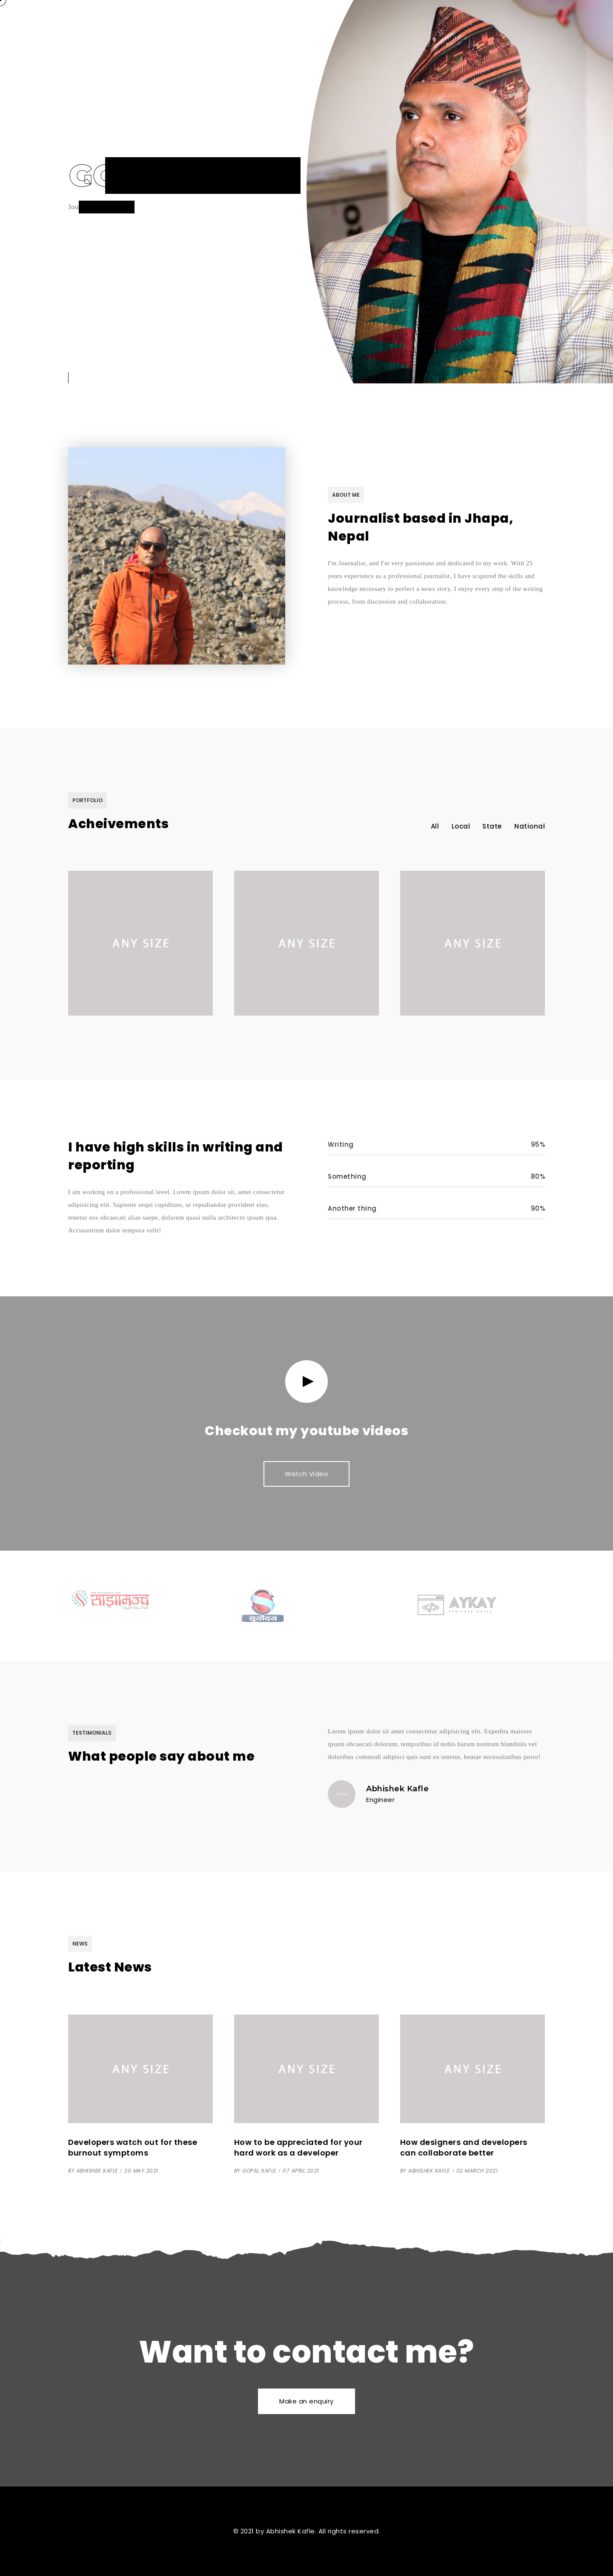 GO
Jou
ABOUT ME
Journalist based in Jhapa,
Nepal
I'm Journalist, and I'm very passionate and dedicated to my work. With 25
years experience as a professional journalist, I have acquired the skills and
knowledge necessary to perfect a news story. I enjoy every step of the writing
process, from discussion and collaboration.
PORTFOLIO
Acheivements
All Local State National
ANY SIZE ANY SIZE ANY SIZE
I have high skills in writing and
reporting
I am working on a professional level. Lorem ipsum dolor sit, amet consectetur
adipisicing elit. Sapiente sequi cupiditate, ut repudiandae provident eius,
tenetur eos obcaecati alias saepe, dolorem quasi nulla architecto ipsum ipsa.
Accusantium dolor tempora velit!
Writing 95%
Something 80%
Another thing 90%
Checkout my youtube videos
Watch Video
साझामञ्च
सूर्योदय
AYKAY
ABHISHEK KAFLE
TESTIMONIALS
What people say about me
Lorem ipsum dolor sit amet consectetur adipisicing elit. Expedita maiores
ipsum obcaecati dolorum, temporibus id nobis harum nostrum blanditiis vel
doloribus commodi adipisci quis sunt ex tenetur, beatae necessitatibus porro!
Abhishek Kafle
Engineer
NEWS
Latest News
ANY SIZE ANY SIZE ANY SIZE
Developers watch out for these
burnout symptoms
BY ABHISHEK KAFLE | 20 MAY 2021
How to be appreciated for your
hard work as a developer
BY GOPAL KAFLE | 07 APRIL 2021
How designers and developers
can collaborate better
BY ABHISHEK KAFLE | 02 MARCH 2021
Want to contact me?
Make an enquiry
© 2021 by Abhishek Kafle. All rights reserved.